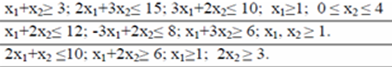 x₁+x₂≥ 3; 2x₁+3x₂≤ 15; 3x₁+2x₂≤ 10;  x₁≥1;  0 ≤ x₂ ≤ 4
x₁+2x₂≤ 12; -3x₁+2x₂≤ 8; x₁+3x₂≥ 6; x₁, x₂ ≥ 1.
2x₁+x₂ ≤10; x₁+2x₂≥ 6; x₁≥1;  2x₂≥ 3.